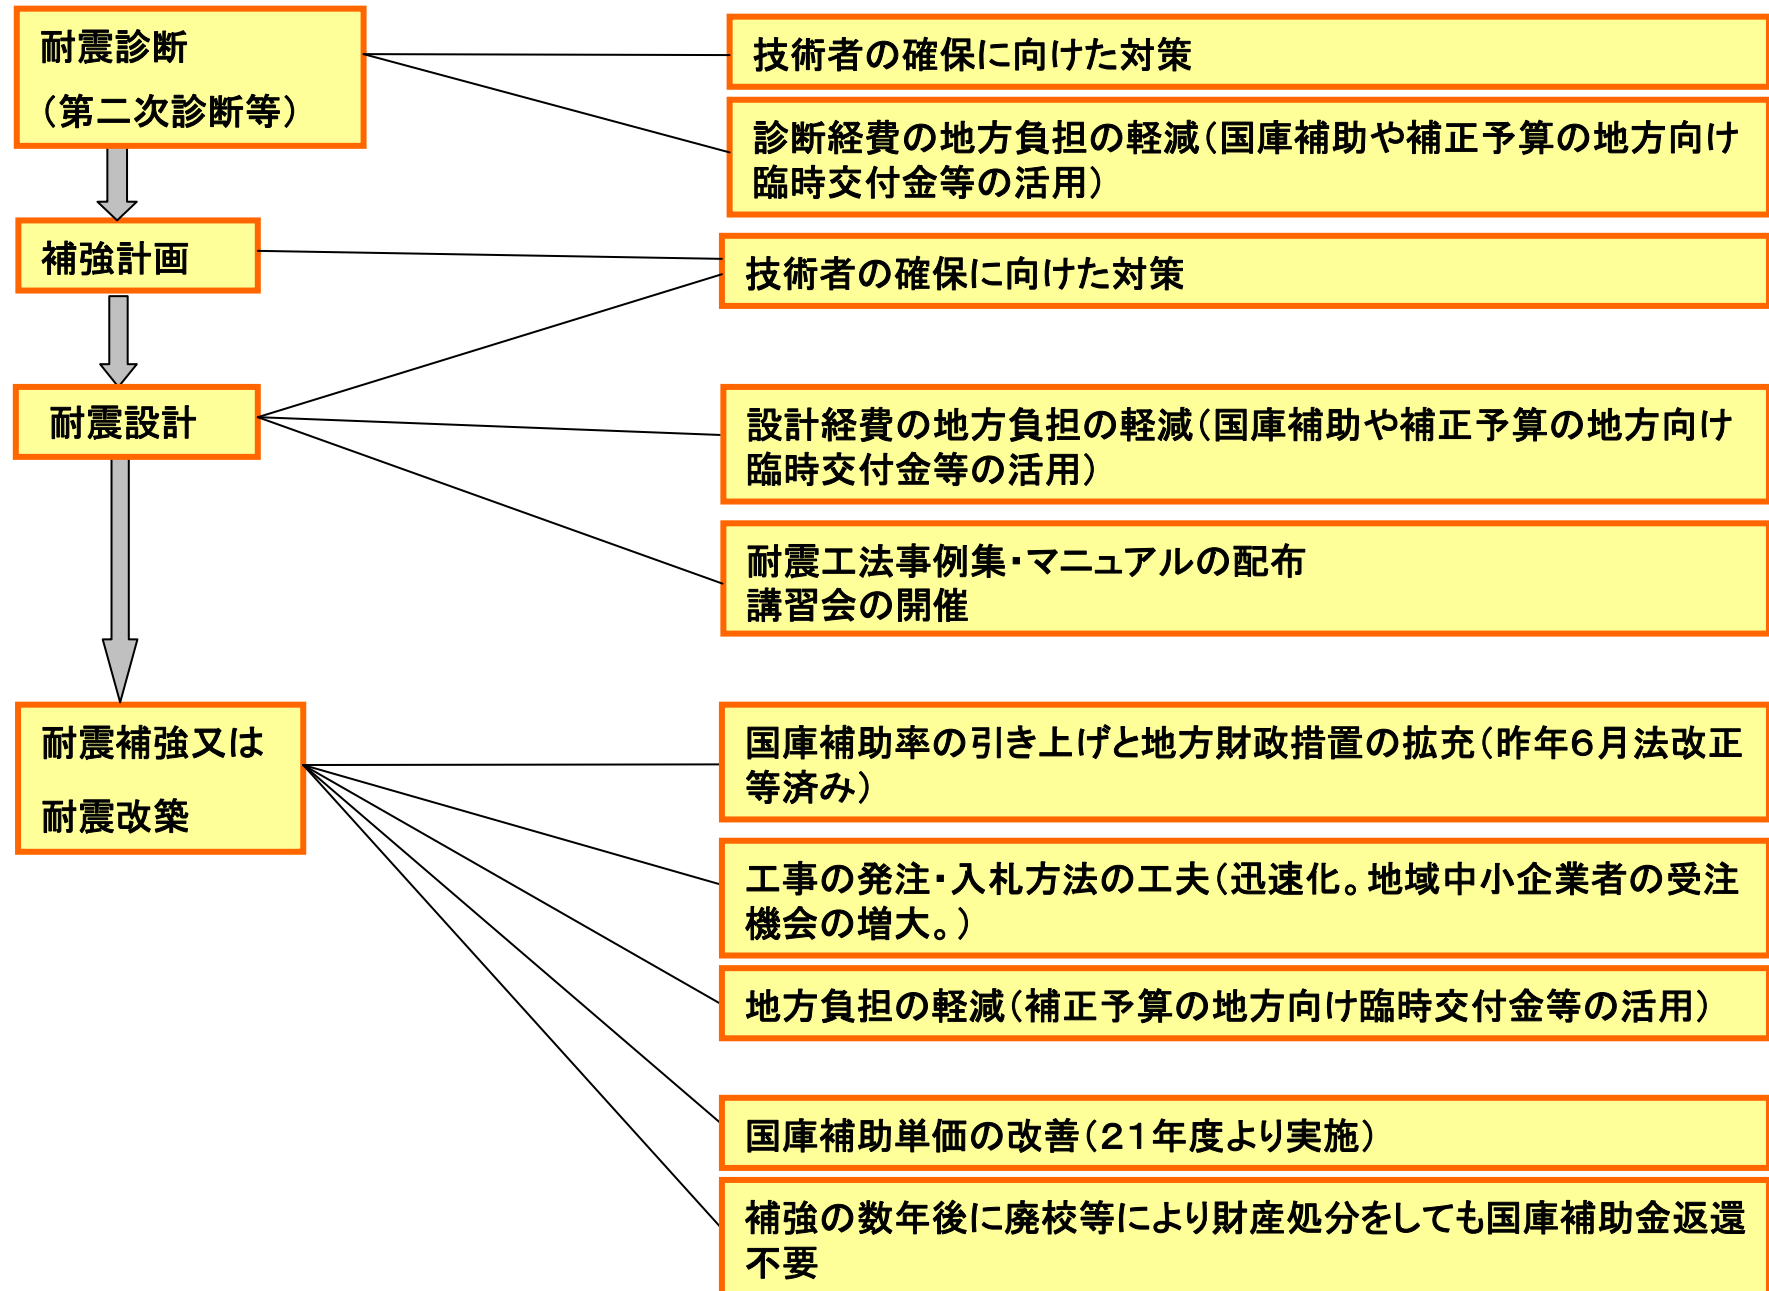 耐震診断
（第二次診断等）
技術者の確保に向けた対策
診断経費の地方負担の軽減（国庫補助や補正予算の地方向け
臨時交付金等の活用）
補強計画
技術者の確保に向けた対策
耐震設計
設計経費の地方負担の軽減（国庫補助や補正予算の地方向け
臨時交付金等の活用）
耐震工法事例集・マニュアルの配布
講習会の開催
耐震補強又は
耐震改築
国庫補助率の引き上げと地方財政措置の拡充（昨年６月法改正
等済み）
工事の発注・入札方法の工夫（迅速化。地域中小企業者の受注
機会の増大。）
地方負担の軽減（補正予算の地方向け臨時交付金等の活用）
国庫補助単価の改善（２１年度より実施）
補強の数年後に廃校等により財産処分をしても国庫補助金返還
不要